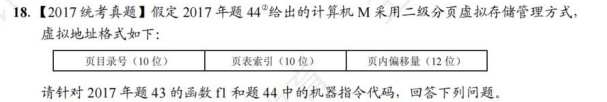 18.【2017 统考真题】假定 2017 年题 44②给出的计算机 M 采用二级分页虚拟存储管理方式，
虚拟地址格式如下：
页目录号（10 位） 页表索引（10 位） 页内偏移量（12 位）
请针对 2017 年题 43 的函数 f1 和题 44 中的机器指令代码，回答下列问题。